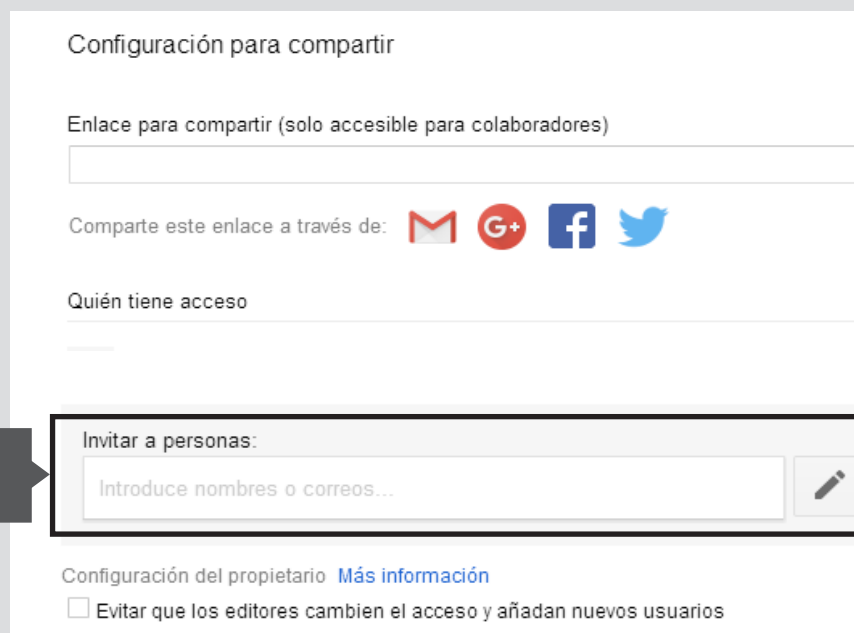 Configuración para compartir
Enlace para compartir (solo accesible para colaboradores)
Comparte este enlace a través de: G+ f
Quién tiene acceso
Invitar a personas:
Introduce nombres o correos...
Configuración del propietario Más información
Evitar que los editores cambien el acceso y añadan nuevos usuarios